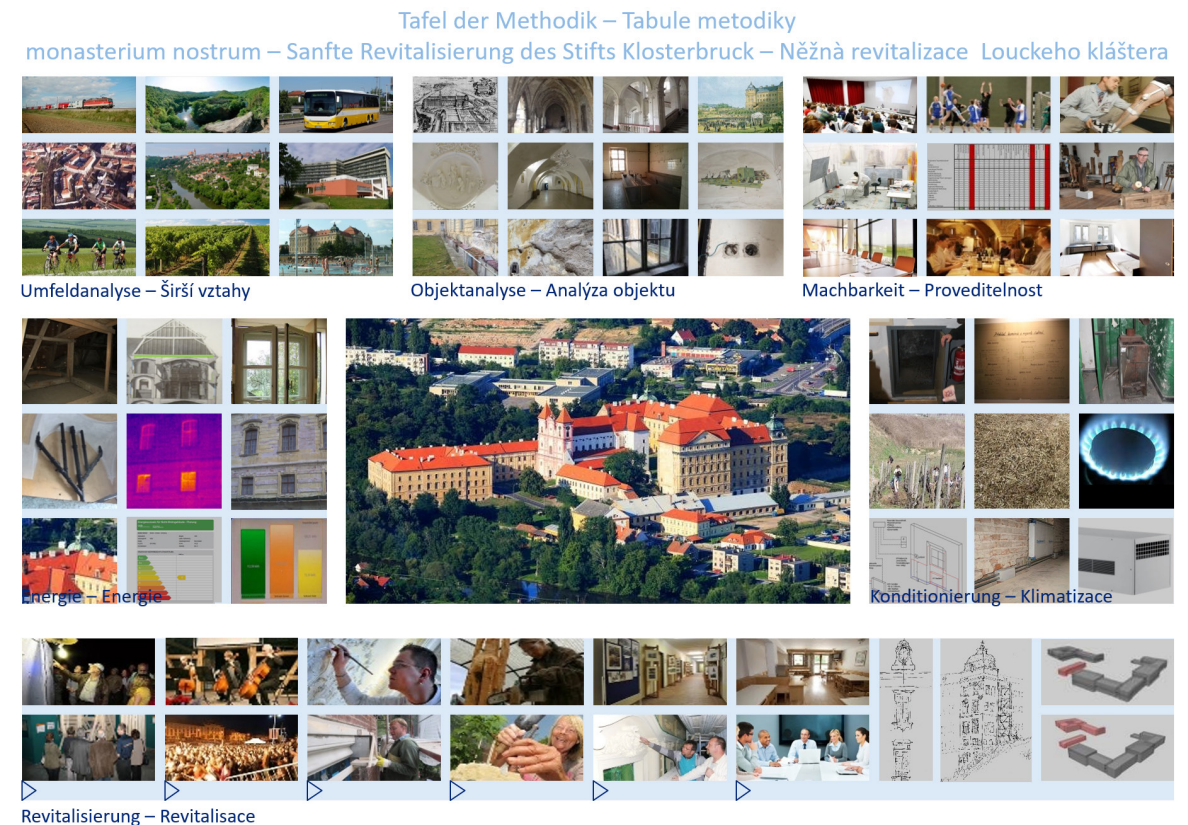 Tafel der Methodik – Tabule metodiky
monasterium nostrum – Sanfte Revitalisierung des Stifts Klosterbruck – Něžnà revitalizace Louckeho kláštera
Umfeldanalyse – Širší vztahy
Objektanalyse – Analýza objektu
Machbarkeit – Proveditelnost
Energie – Energie
Konditionierung – Klimatizace
Revitalisierung – Revitalisace